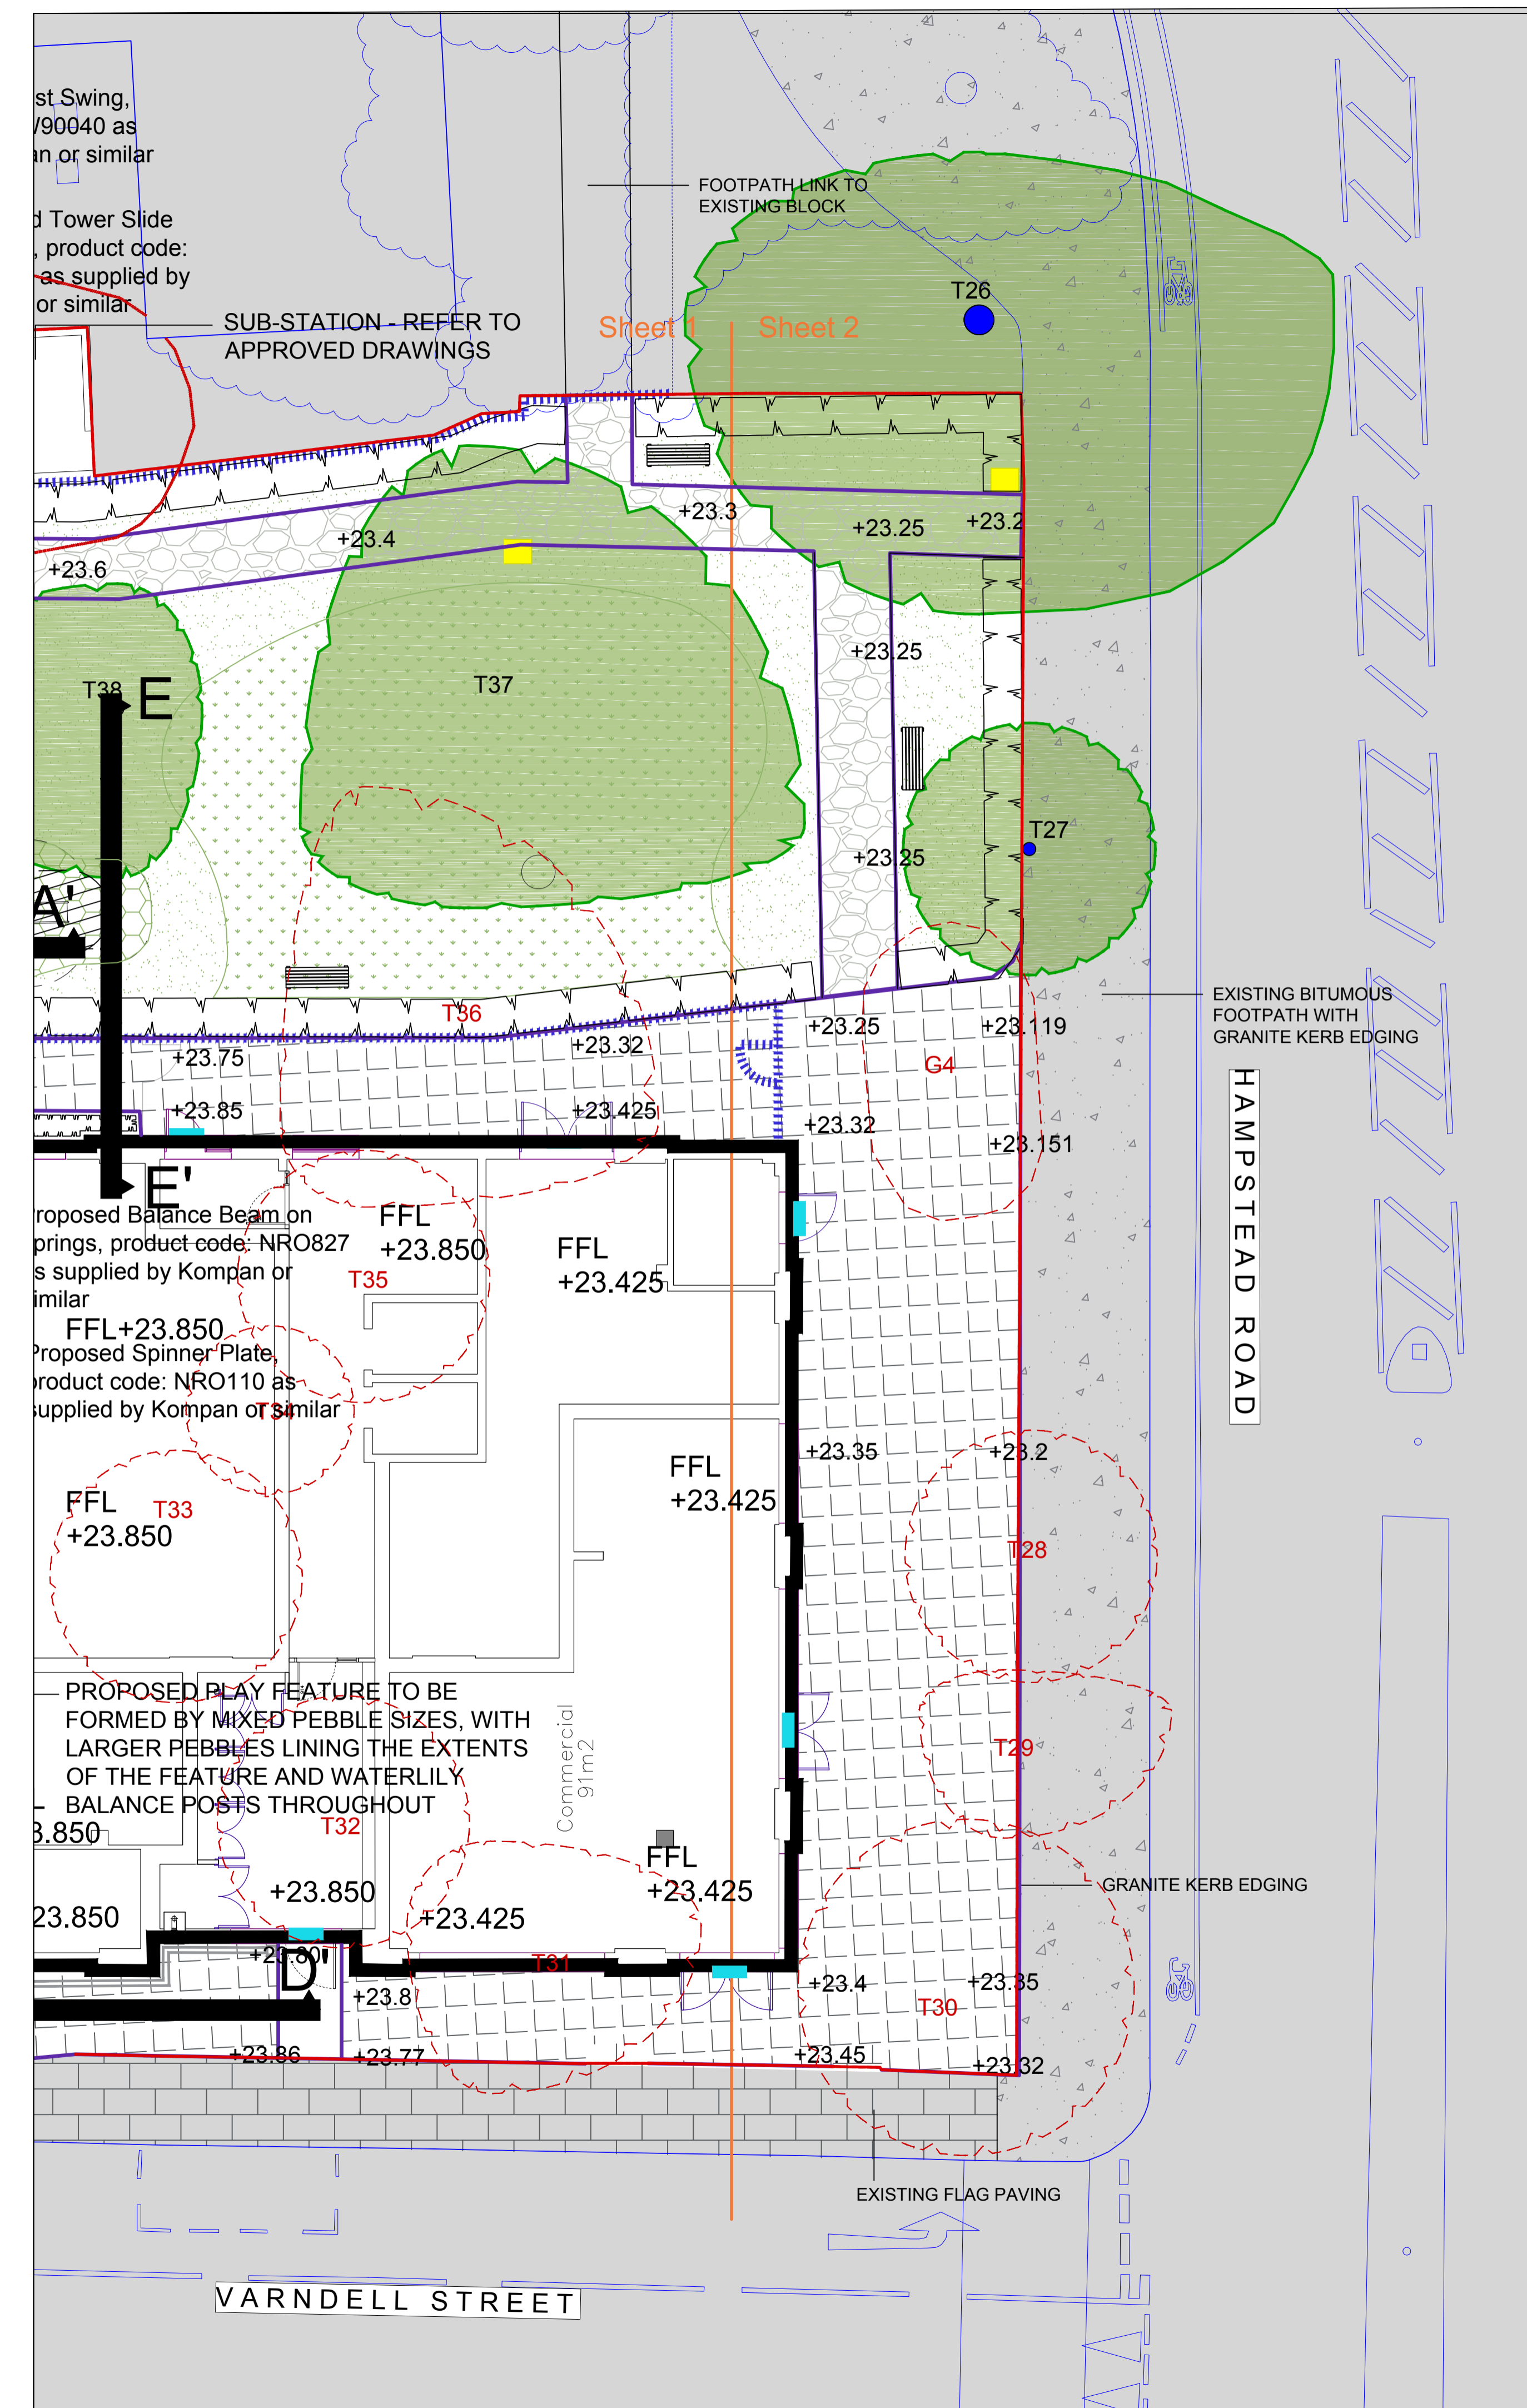 st Swing,
/90040 as
an or similar
d Tower Slide
, product code:
as supplied by
or similar
FOOTPATH LINK TO
EXISTING BLOCK
SUB-STATION - REFER TO
APPROVED DRAWINGS
Sheet 1
Sheet 2
T26
+23.3
+23.25
+23.2
+23.4
+23.6
+23.25
T38
E
T37
T27
+23.25
A'
EXISTING BITUMOUS
FOOTPATH WITH
GRANITE KERB EDGING
T36
+23.75
+23.32
+23.25
+23.119
G4
+23.85
+23.425
+23.32
+23.151
HAMPSTEAD ROAD
E'
Proposed Balance Beam on
prings, product code: NRO827
s supplied by Kompan or
imilar
FFL
+23.850
FFL
+23.425
T35
FFL+23.850
Proposed Spinner Plate,
product code: NRO110 as
supplied by Kompan or similar
T34
+23.35
+23.2
FFL
+23.425
FFL
+23.850
T33
T28
PROPOSED PLAY FEATURE TO BE
FORMED BY MIXED PEBBLE SIZES, WITH
LARGER PEBBLES LINING THE EXTENTS
OF THE FEATURE AND WATERLILY
BALANCE POSTS THROUGHOUT
Commercial
91m2
T29
3.850
T32
FFL
+23.425
GRANITE KERB EDGING
+23.850
23.850
+23.425
+23.80
D'
T31
+23.8
+23.4
+23.35
T30
+23.86
+23.77
+23.45
+23.32
EXISTING FLAG PAVING
VARNDELL STREET